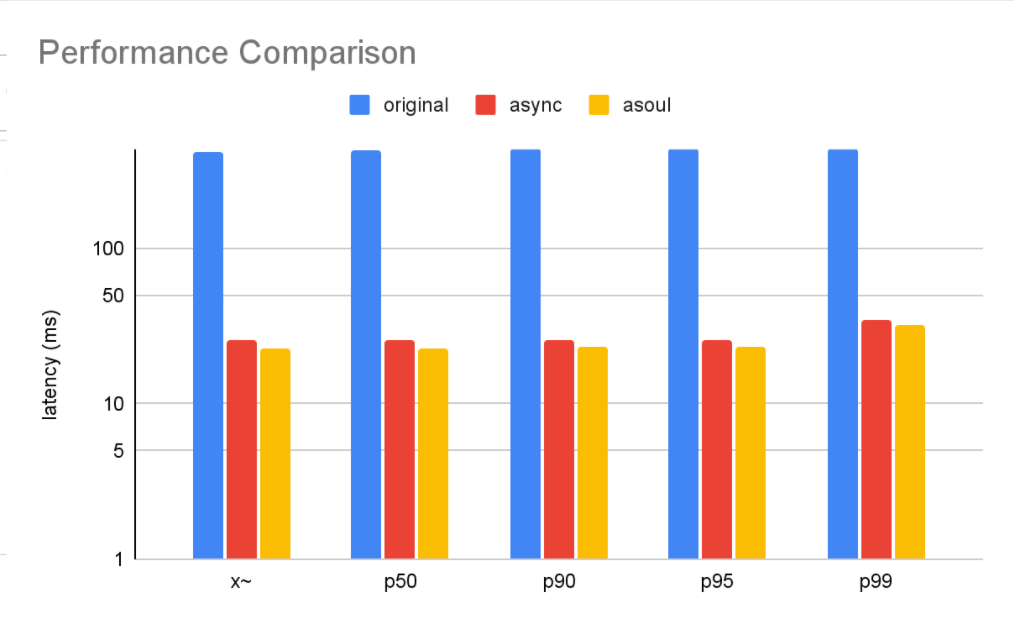 Performance Comparison
original async asoul
100
50
10
5
1
latency (ms)
x~ p50 p90 p95 p99